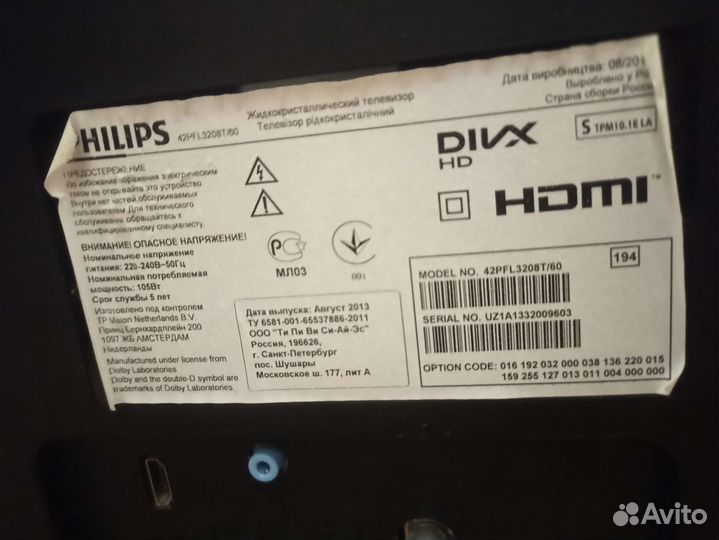 PHILIPS 42PFL3208T/60
Жидкокристаллический телевизор
Телевізор рідкокристалічний
Дата виробництва: 08/201
Вироблено у Ро
Страна сборки Росси
ПРЕДОСТЕРЕЖЕНИЕ
Во избежание поражения электрическим
током не открывайте это устройство
Внутри нет частей, обслуживаемых
пользователем Для технического
обслуживания обращайтесь к
квалифицированному специалисту.
ВНИМАНИЕ! ОПАСНОЕ НАПРЯЖЕНИЕ!
Номинальное напряжение
питания: 220-240В~50Гц
Номинальная потребляемая
мощность: 105Вт
Срок службы 5 лет
Изготовлено под контролем
TP Vision Netherlands B.V.
Принц Бернхардплейн 200
1097 ЖБ АМСТЕРДАМ
Нидерланды
Manufactured under license from
Dolby Laboratories
Dolby and the double-D symbol are
trademarks of Dolby Laboratories.
РСТ
МЛ03
001
Дата выпуска: Август 2013
ТУ 6581-001-65537886-2011
ООО "Ти Пи Ви Си-Ай-Эс"
Россия, 196626,
г. Санкт-Петербург
пос. Шушары
Московское ш. 177, лит А
DIVX
HD
S 1PM10.18 LA
HDMI™
194
MODEL NO. 42PFL3208T/60
SERIAL NO. UZ1A1332009603
OPTION CODE: 016 192 032 000 038 136 220 015
159 255 127 013 011 004 000 000
Avito